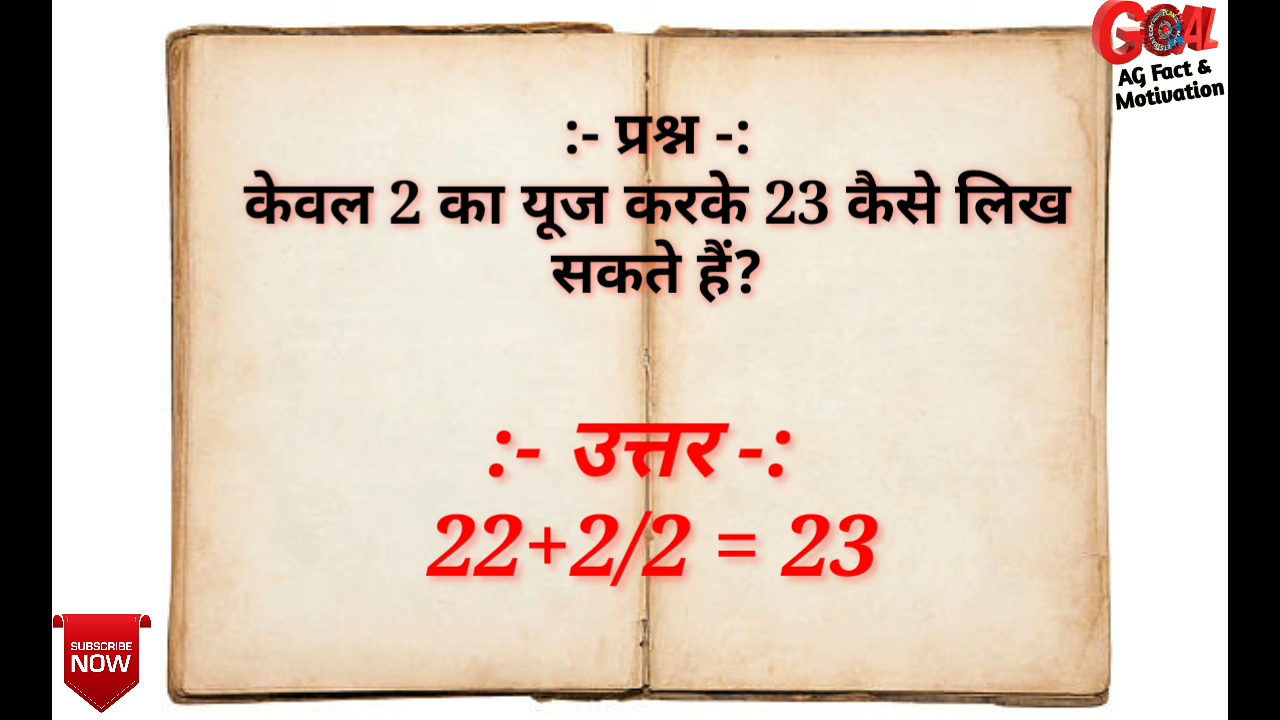 GOAL
AG Fact &
Motivation
:- प्रश्न -:
केवल 2 का यूज करके 23 कैसे लिख
सकते हैं?
:- उत्तर -:
22+2/2 = 23
SUBSCRIBE
NOW